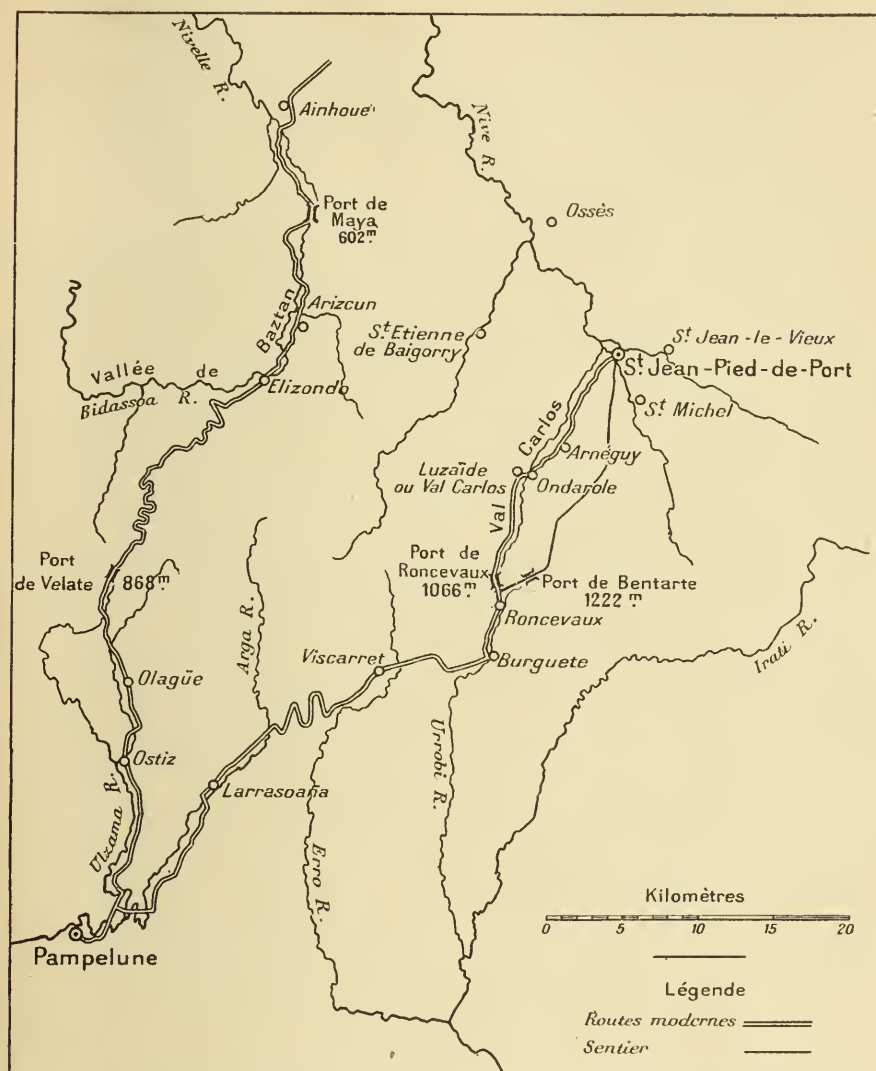 Nivelle R.
Ainhoue
Nive R.
Ossès
Port de
Maya
602m.
Arizcun
Baztan
Vallée de
Bidassoa R.
Elizondo
St Etienne
de Baigorry
St Jean-le-Vieux
St Jean-Pied-de-Port
St Michel
Carlos
Arnéguy
Luzaïde
ou Val Carlos
Ondarole
Val
Port
de Velate
868m.
Port de
Roncevaux
1066m.
Port de Bentarte
1222m.
Roncevaux
Arga R.
Viscarret
Burguete
Irati R.
Olagüe
Urrobi R.
Ostiz
Larrasoaña
Ulzama R.
Erro R.
Pampelune
Kilomètres
0 5 10 15 20
Légende
Routes modernes
Sentier